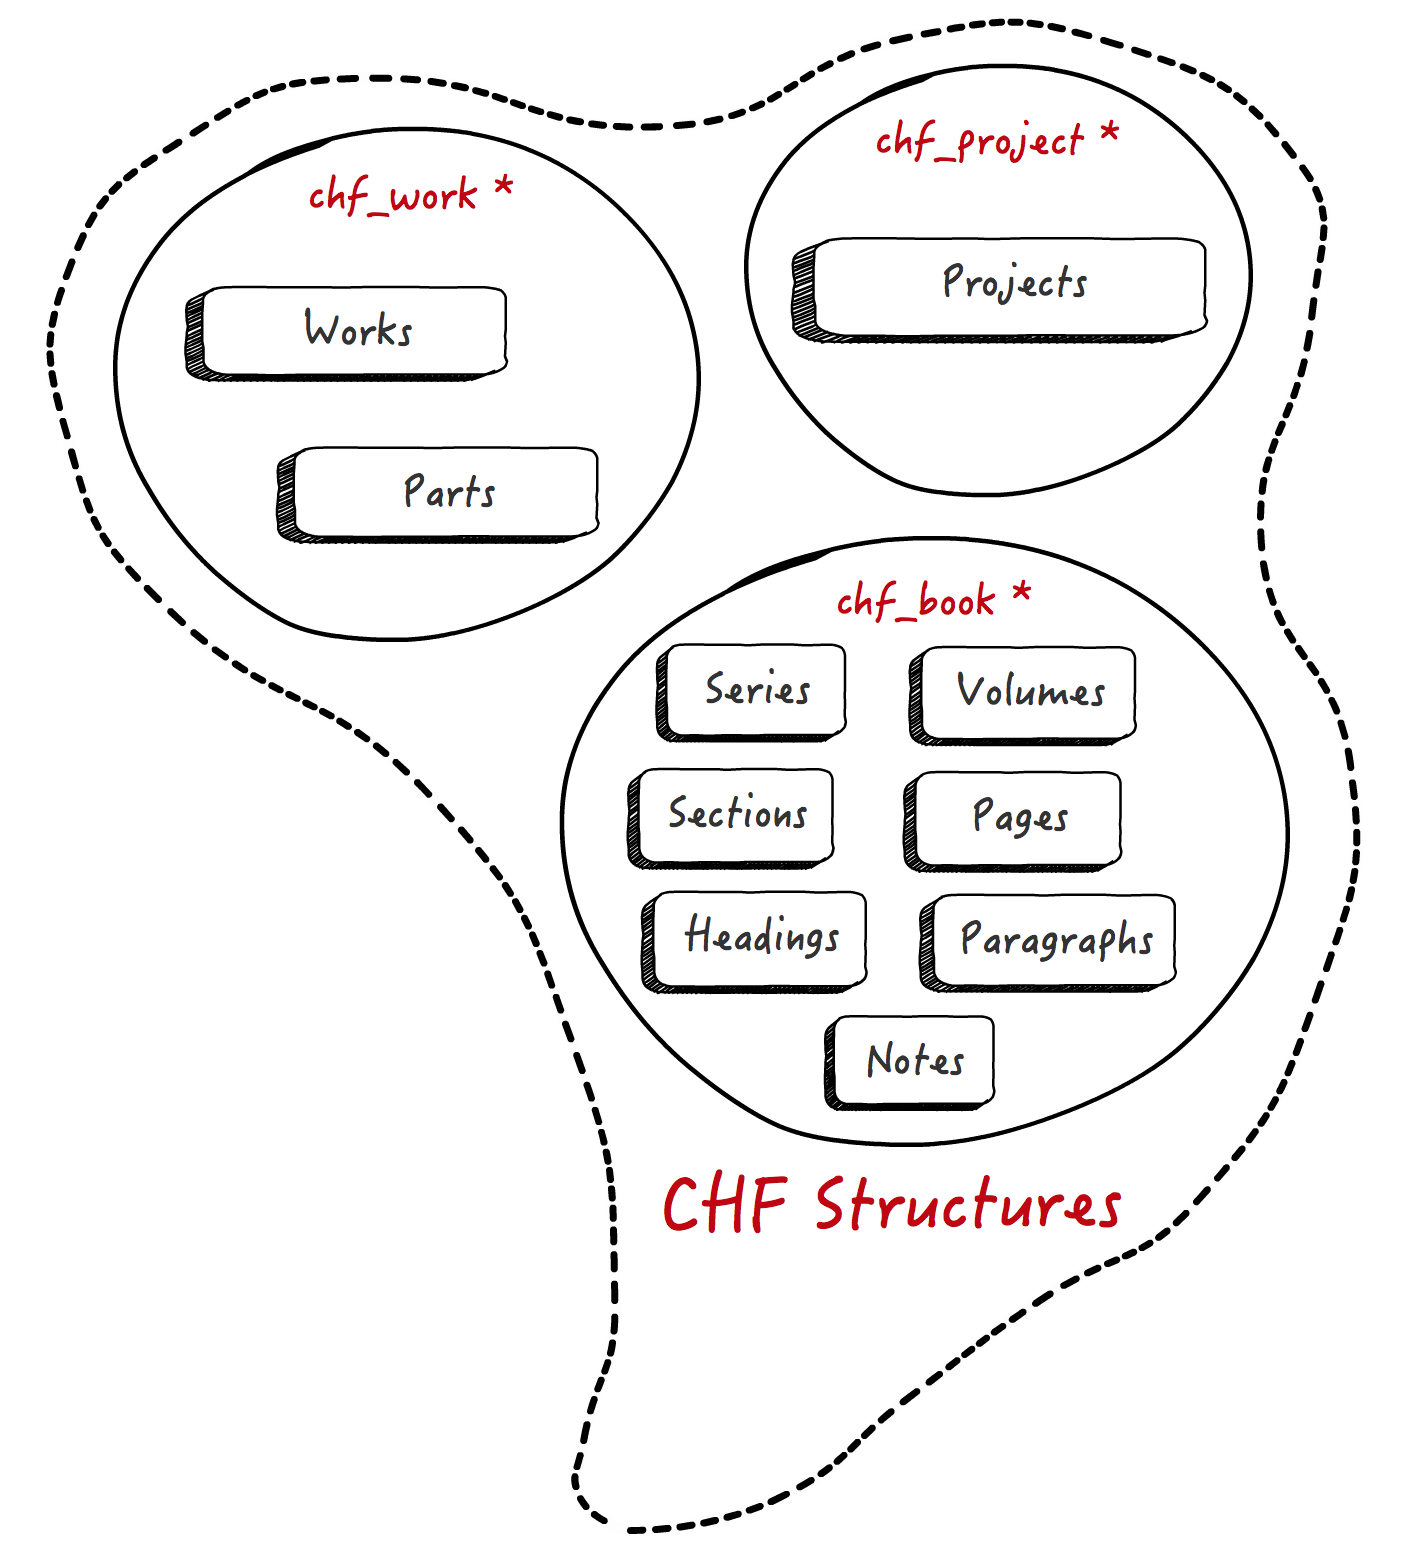 chf_project *
chf_work *
Projects
Works
Parts
chf_book *
Series
Volumes
Sections
Pages
Headings
Paragraphs
Notes
CHF Structures